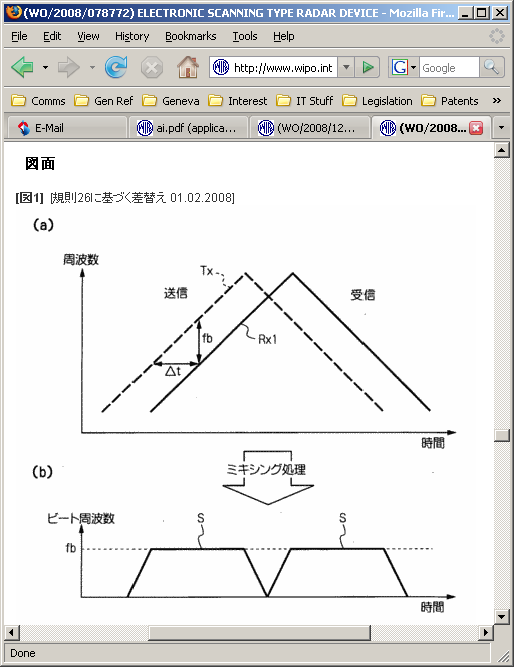 (WO/2008/078772) ELECTRONIC SCANNING TYPE RADAR DEVICE - Mozilla Fir...
File Edit View History Bookmarks Tools Help
http://www.wipo.int
G Google
Comms Gen Ref Geneva Interest IT Stuff Legislation Patents »
E-Mail ai.pdf (applica... (WO/2008/12... (WO/2008...
図面
[図1] [規則26に基づく差替え 01.02.2008]
(a)
周波数
送信
Tx
受信
fb
Rx1
△t
時間
(b)
ミキシング処理
ビート周波数
S
S
fb
時間
Done